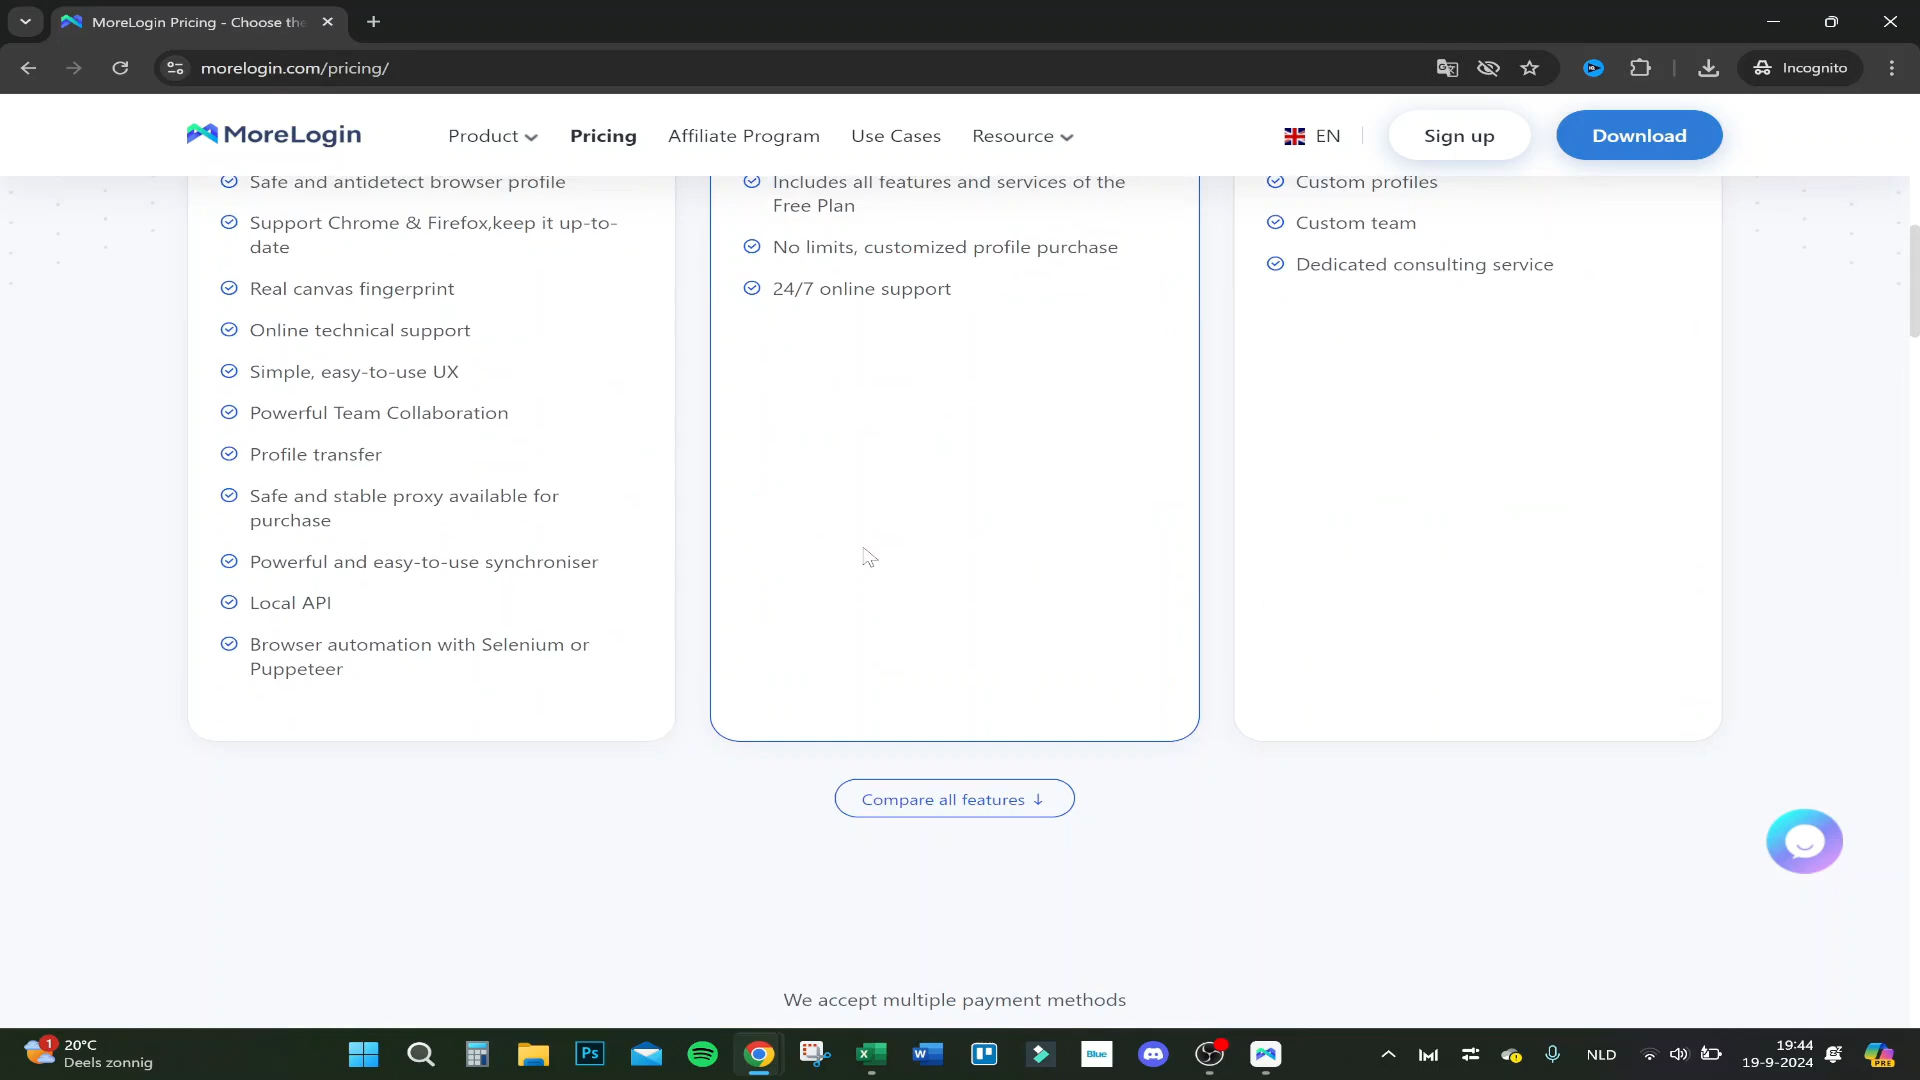 MoreLogin Pricing - Choose the
morelogin.com/pricing/
Incognito
MoreLogin
Product
Pricing
Affiliate Program
Use Cases
Resource
EN
Sign up
Download
Safe and antidetect browser profile
Support Chrome & Firefox,keep it up-to-
date
Real canvas fingerprint
Online technical support
Simple, easy-to-use UX
Powerful Team Collaboration
Profile transfer
Safe and stable proxy available for
purchase
Powerful and easy-to-use synchroniser
Local API
Browser automation with Selenium or
Puppeteer
Includes all features and services of the
Free Plan
No limits, customized profile purchase
24/7 online support
Custom profiles
Custom team
Dedicated consulting service
Compare all features ↓
We accept multiple payment methods
1
20°C
Deels zonnig
Ps
Blue
NLD
19:44
19-9-2024
PRE